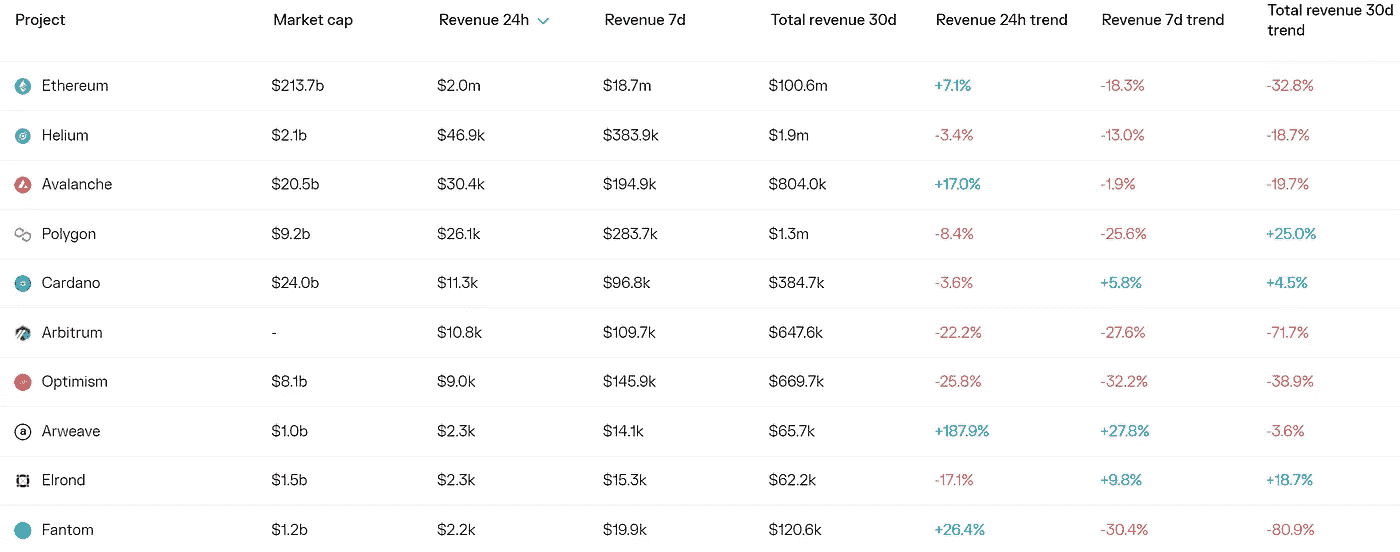 Project Market cap Revenue 24h Revenue 7d Total revenue 30d Revenue 24h trend Revenue 7d trend Total revenue 30d trend
Ethereum $213.7b $2.0m $18.7m $100.6m +7.1% -18.3% -32.8%
Helium $2.1b $46.9k $383.9k $1.9m -3.4% -13.0% -18.7%
Avalanche $20.5b $30.4k $194.9k $804.0k +17.0% -1.9% -19.7%
Polygon $9.2b $26.1k $283.7k $1.3m -8.4% -25.6% +25.0%
Cardano $24.0b $11.3k $96.8k $384.7k -3.6% +5.8% +4.5%
Arbitrum - $10.8k $109.7k $647.6k -22.2% -27.6% -71.7%
Optimism $8.1b $9.0k $145.9k $669.7k -25.8% -32.2% -38.9%
a Arweave $1.0b $2.3k $14.1k $65.7k +187.9% +27.8% -3.6%
Elrond $1.5b $2.3k $15.3k $62.2k -17.1% +9.8% +18.7%
Fantom $1.2b $2.2k $19.9k $120.6k +26.4% -30.4% -80.9%